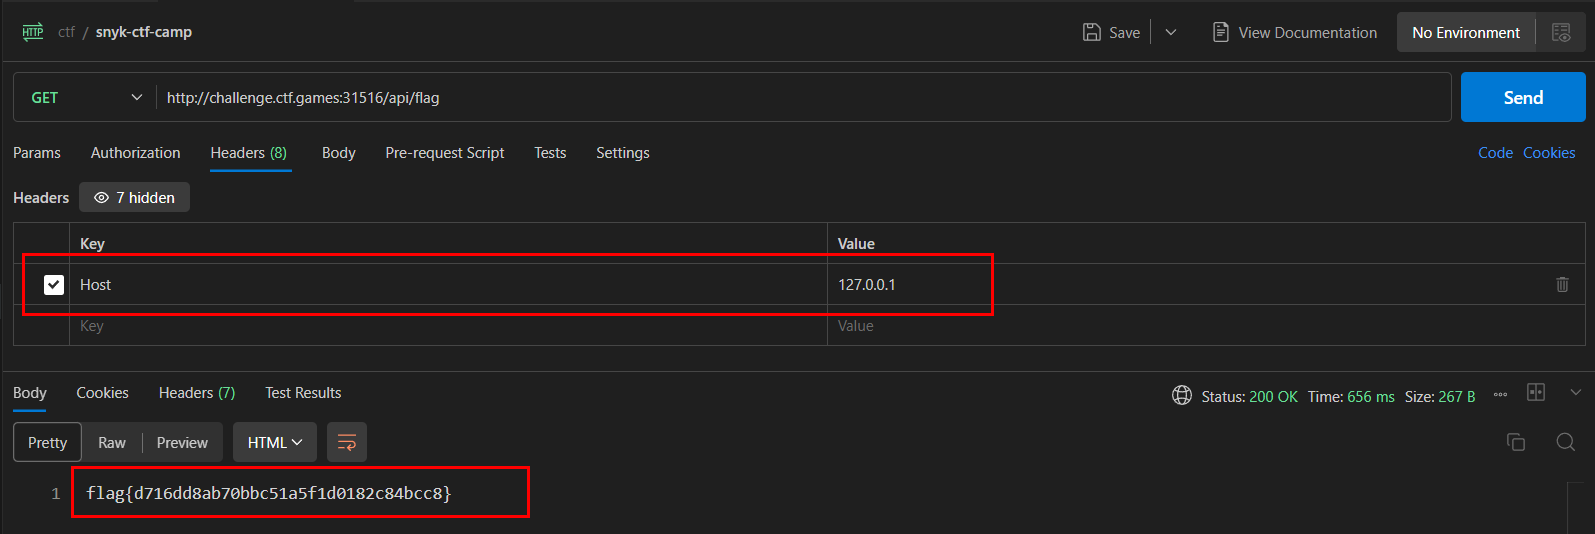 HTTP ctf / snyk-ctf-camp Save View Documentation No Environment
GET http://challenge.ctf.games:31516/api/flag Send
Params Authorization Headers (8) Body Pre-request Script Tests Settings Code Cookies
Headers 7 hidden
Key Value
Host 127.0.0.1
Key Value
Body Cookies Headers (7) Test Results Status: 200 OK Time: 656 ms Size: 267 B
Pretty Raw Preview HTML
1 flag{d716dd8ab70bbc51a5f1d0182c84bcc8}